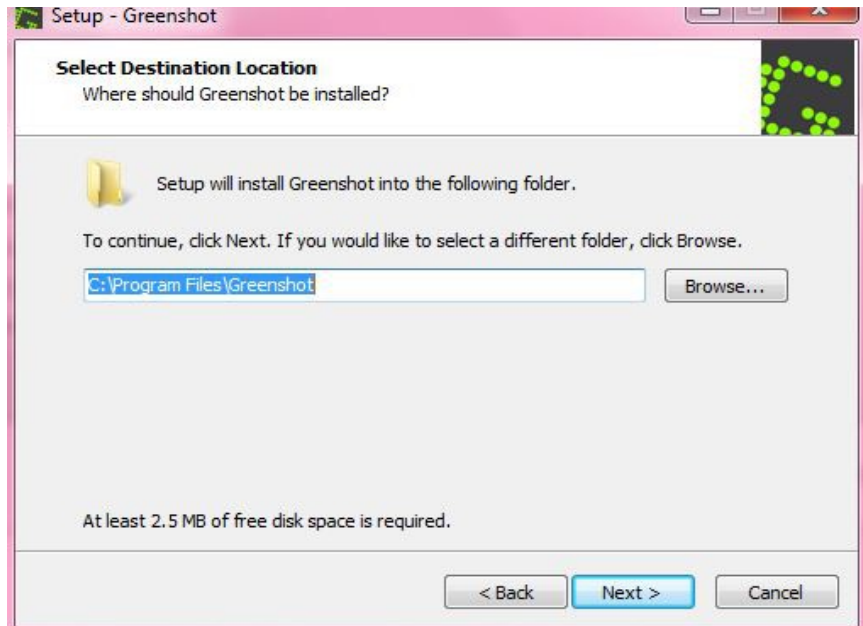 Setup - Greenshot
Select Destination Location
Where should Greenshot be installed?
Setup will install Greenshot into the following folder.
To continue, click Next. If you would like to select a different folder, click Browse.
C:\Program Files\Greenshot
Browse...
At least 2.5 MB of free disk space is required.
< Back
Next >
Cancel